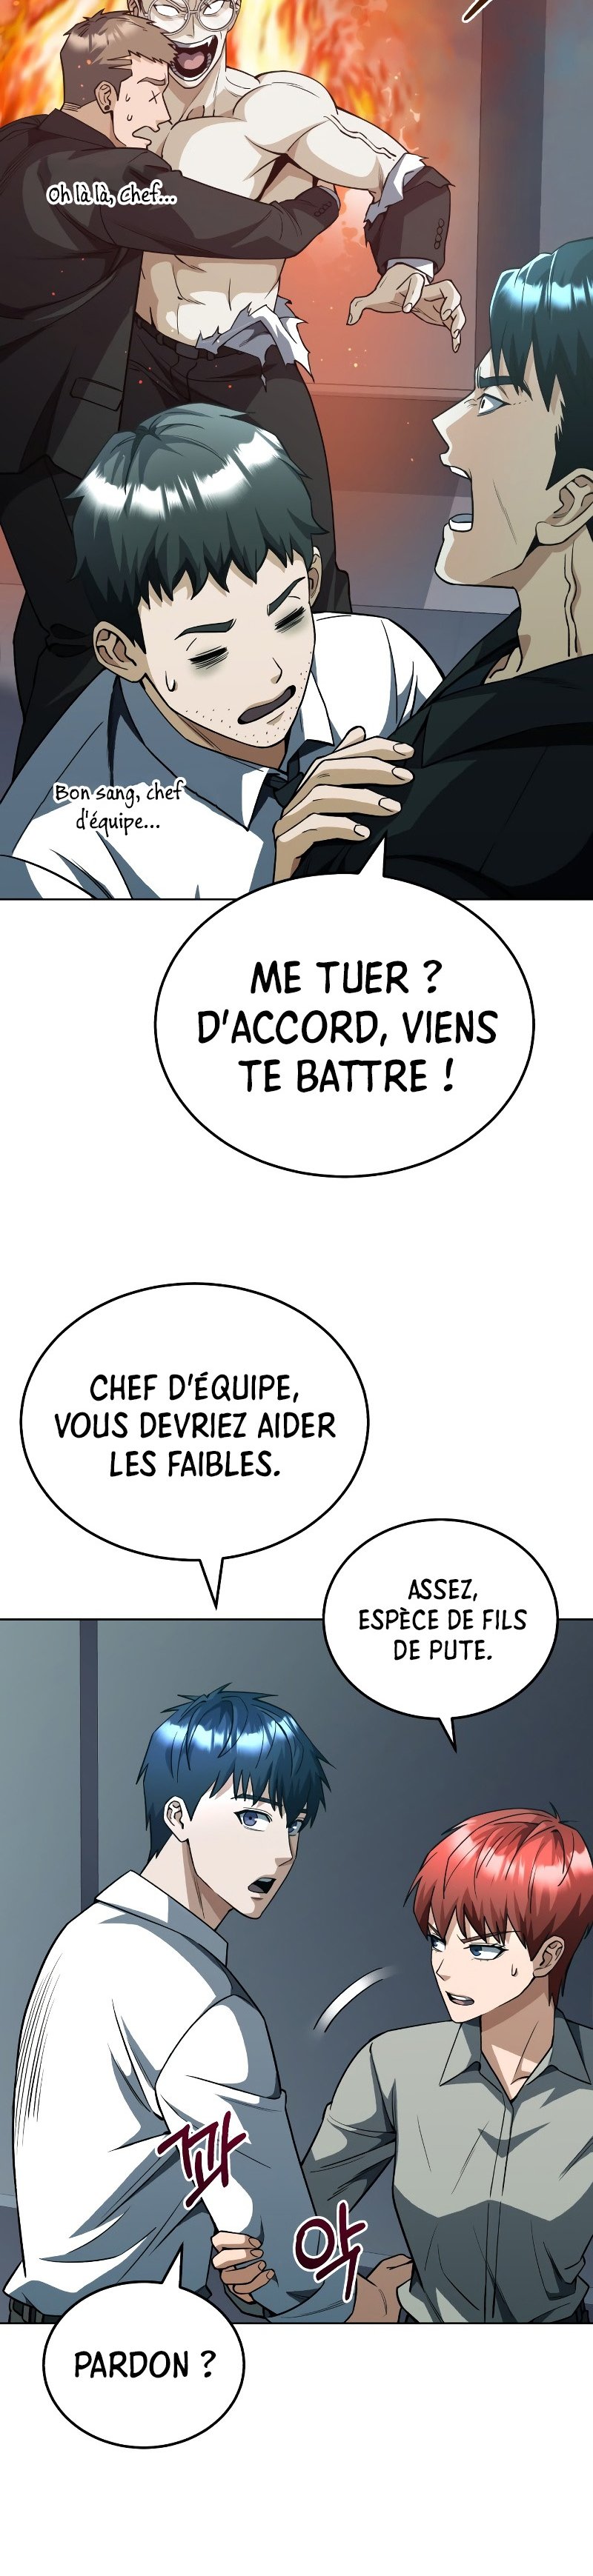 Oh là là, chef...
Bon sang, chef
d'équipe...
ME TUER ?
D'ACCORD, VIENS
TE BATTRE !
CHEF D'ÉQUIPE,
VOUS DEVRIEZ AIDER
LES FAIBLES.
ASSEZ,
ESPÈCE DE FILS
DE PUTE.
콰
악
PARDON ?